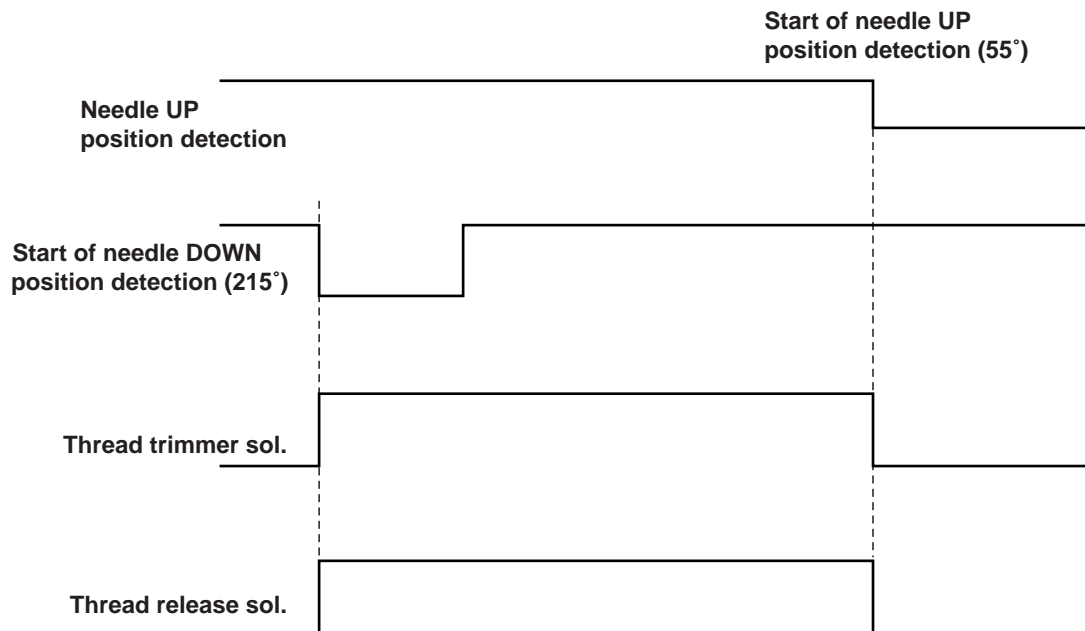 Start of needle UP
position detection (55˚)
Needle UP
position detection
Start of needle DOWN
position detection (215˚)
Thread trimmer sol.
Thread release sol.